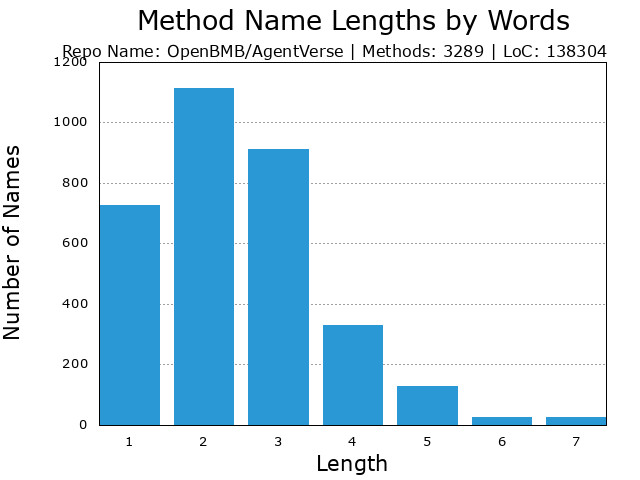 Method Name Lengths by Words
Repo Name: OpenBMB/AgentVerse | Methods: 3289 | LoC: 138304
1200
1000
800
600
400
200
0
Number of Names
1 2 3 4 5 6 7
Length